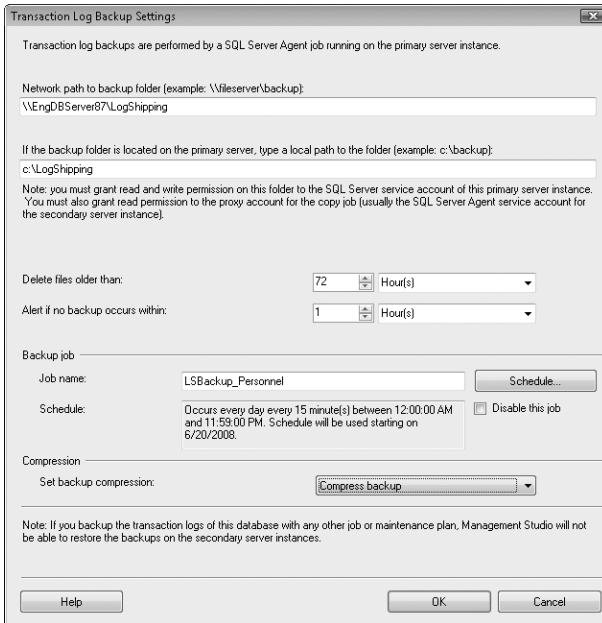 Transaction Log Backup Settings
Transaction log backups are performed by a SQL Server Agent job running on the primary server instance.
Network path to backup folder (example: \\fileserver\backup):
\\EngDBServer87\LogShipping
If the backup folder is located on the primary server, type a local path to the folder (example: c:\backup):
c:\LogShipping
Note: you must grant read and write permission on this folder to the SQL Server service account of this primary server instance.
You must also grant read permission to the proxy account for the copy job (usually the SQL Server Agent service account for
the secondary server instance).
Delete files older than: 72 Hour(s)
Alert if no backup occurs within: 1 Hour(s)
Backup job
Job name: LSBackup_Personnel Schedule...
Schedule: Occurs every day every 15 minute(s) between 12:00:00 AM Disable this job
and 11:59:00 PM. Schedule will be used starting on
6/20/2008.
Compression
Set backup compression: Compress backup
Note: If you backup the transaction logs of this database with any other job or maintenance plan, Management Studio will not
be able to restore the backups on the secondary server instances.
Help OK Cancel